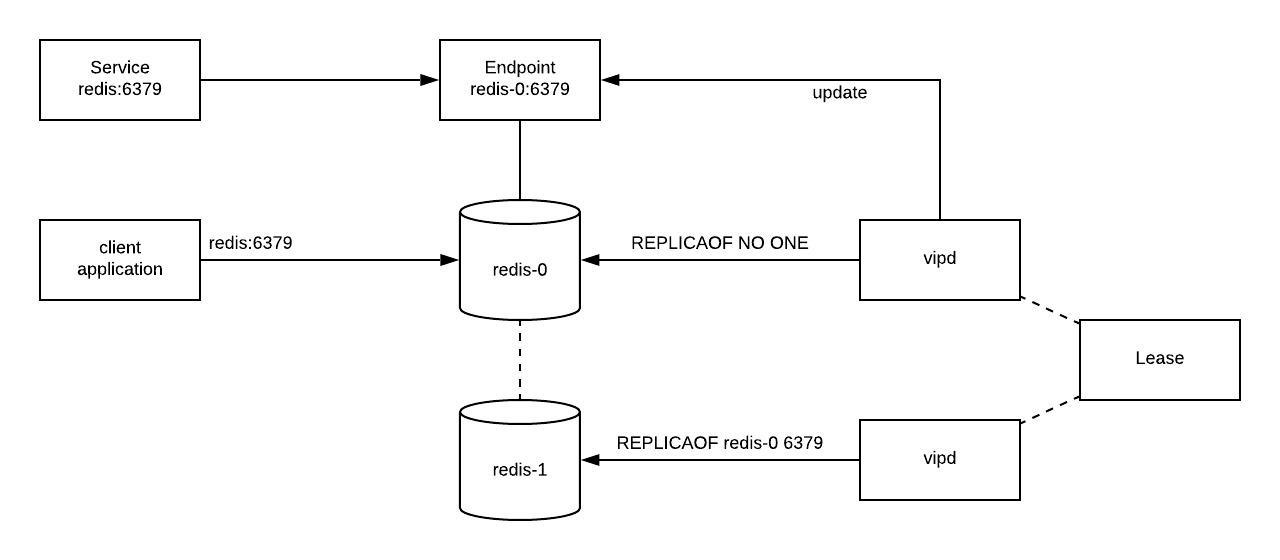 Service
redis:6379
Endpoint
redis-0:6379
update
client
application
redis:6379
redis-0
REPLICAOF NO ONE
vipd
Lease
redis-1
REPLICAOF redis-0 6379
vipd